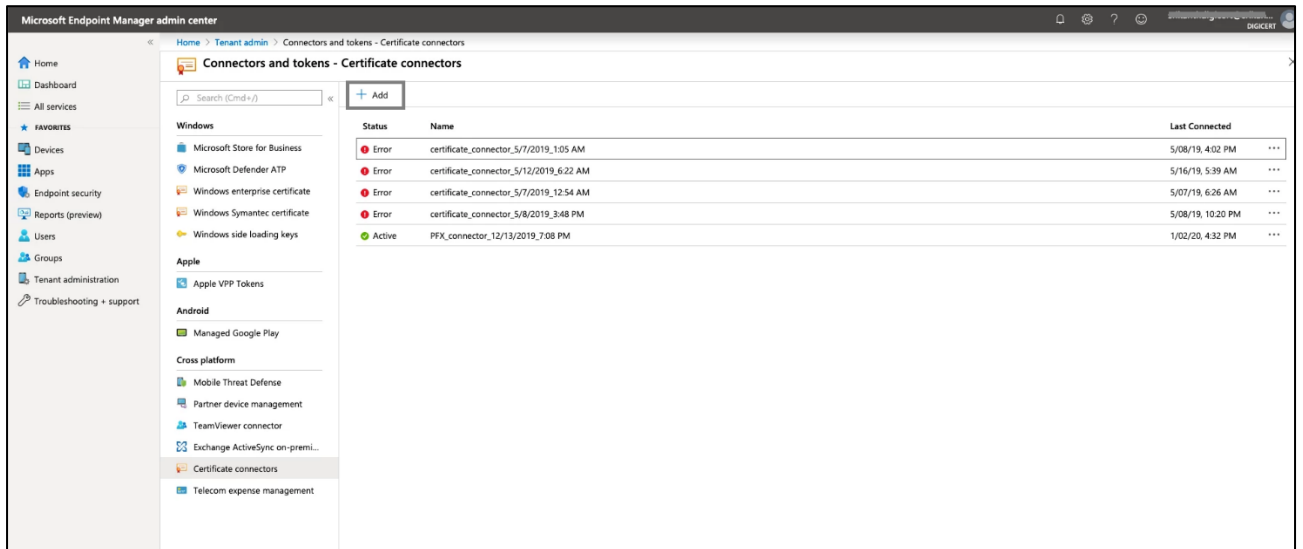 Microsoft Endpoint Manager admin center
DIGICERT
Home > Tenant admin > Connectors and tokens - Certificate connectors
Connectors and tokens - Certificate connectors
Home
Dashboard
All services
FAVORITES
Devices
Apps
Endpoint security
Reports (preview)
Users
Groups
Tenant administration
Troubleshooting + support
Search (Cmd+/)
Windows
Microsoft Store for Business
Microsoft Defender ATP
Windows enterprise certificate
Windows Symantec certificate
Windows side loading keys
Apple
Apple VPP Tokens
Android
Managed Google Play
Cross platform
Mobile Threat Defense
Partner device management
TeamViewer connector
Exchange ActiveSync on-premi...
Certificate connectors
Telecom expense management
+ Add
Status Name Last Connected
Error certificate_connector_5/7/2019_1:05 AM 5/08/19, 4:02 PM ...
Error certificate_connector_5/12/2019_6:22 AM 5/16/19, 5:39 AM ...
Error certificate_connector_5/7/2019_12:54 AM 5/07/19, 6:26 AM ...
Error certificate_connector_5/8/2019_3:48 PM 5/08/19, 10:20 PM ...
Active PFX_connector_12/13/2019_7:08 PM 1/02/20, 4:32 PM ...